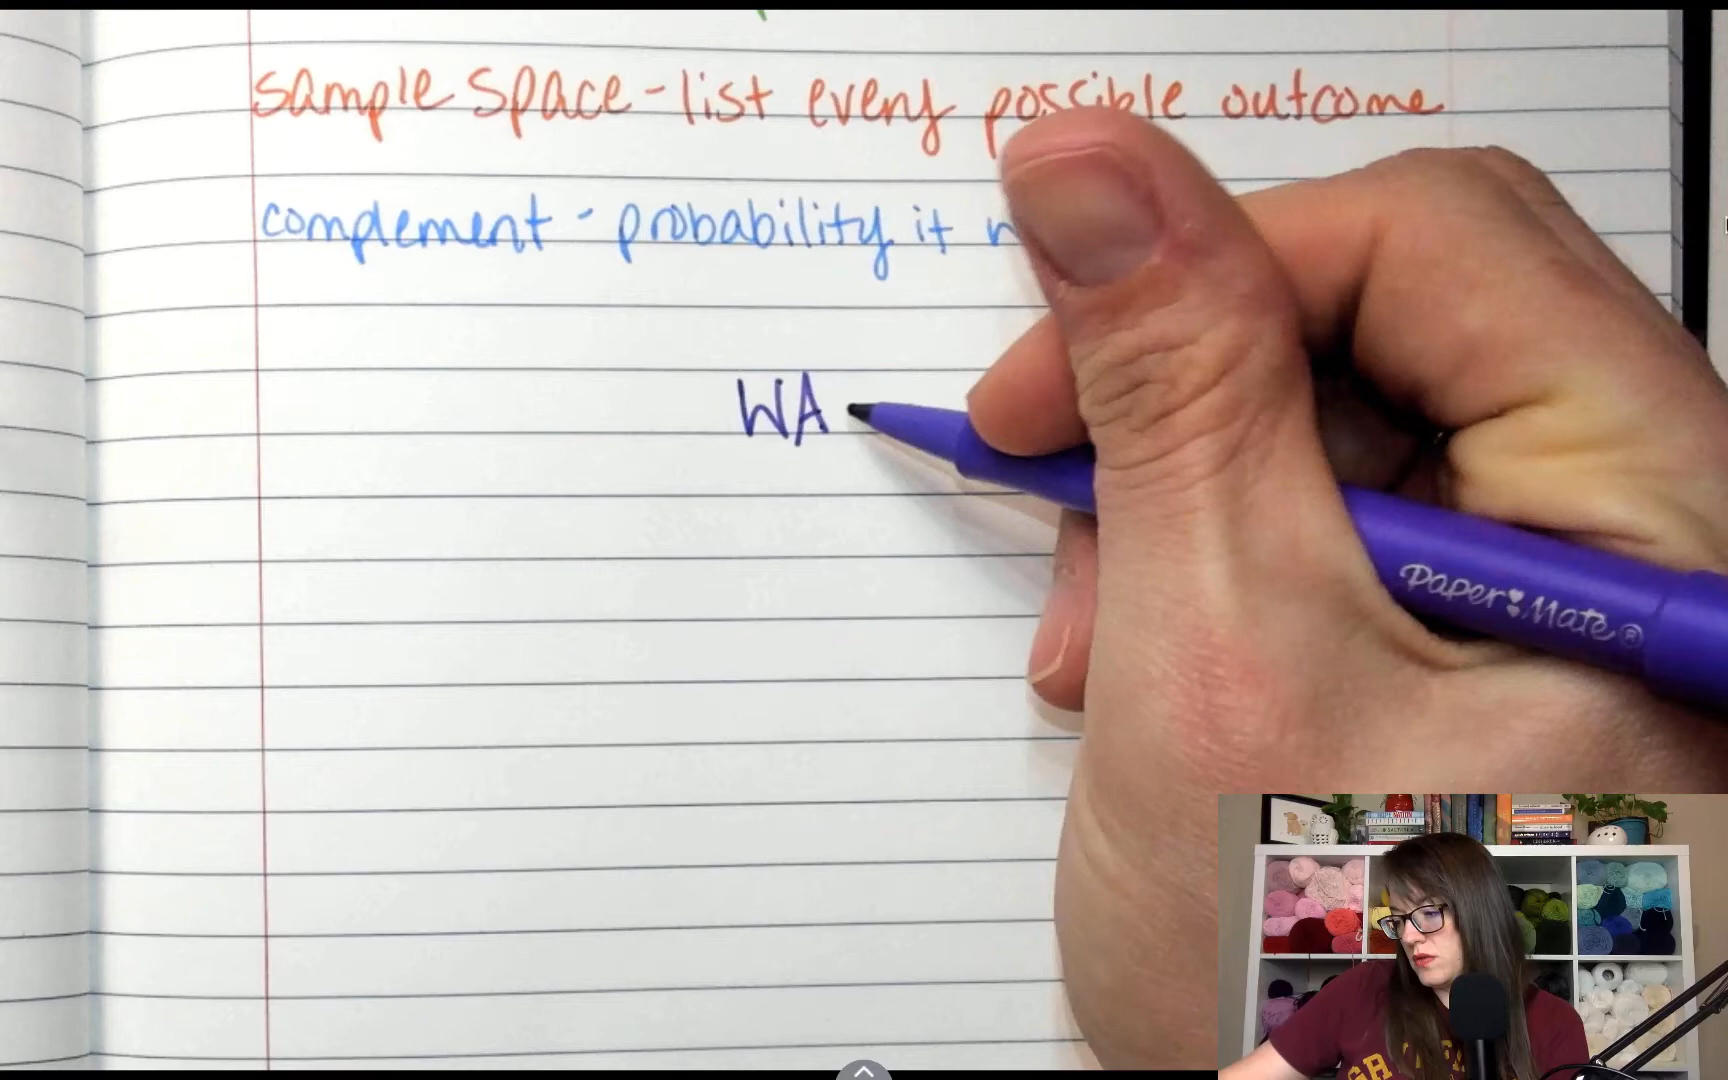 sample space - list every possible outcome
complement - probability it
WA
Paper Mate®